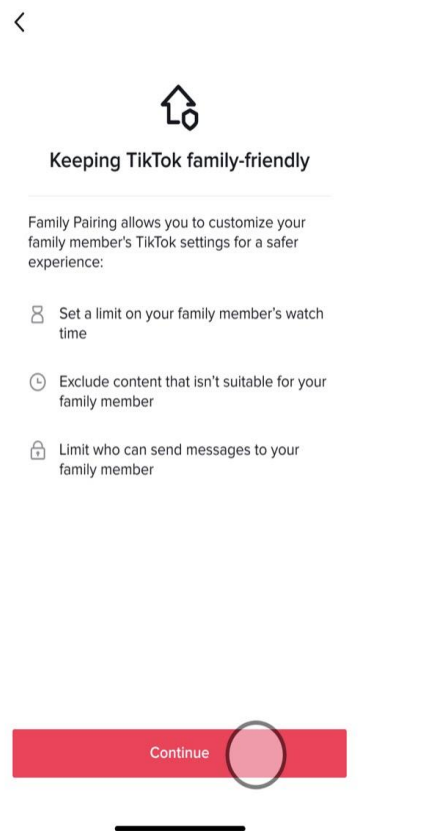 Keeping TikTok family-friendly
Family Pairing allows you to customize your
family member's TikTok settings for a safer
experience:
Set a limit on your family member's watch
time
Exclude content that isn't suitable for your
family member
Limit who can send messages to your
family member
Continue